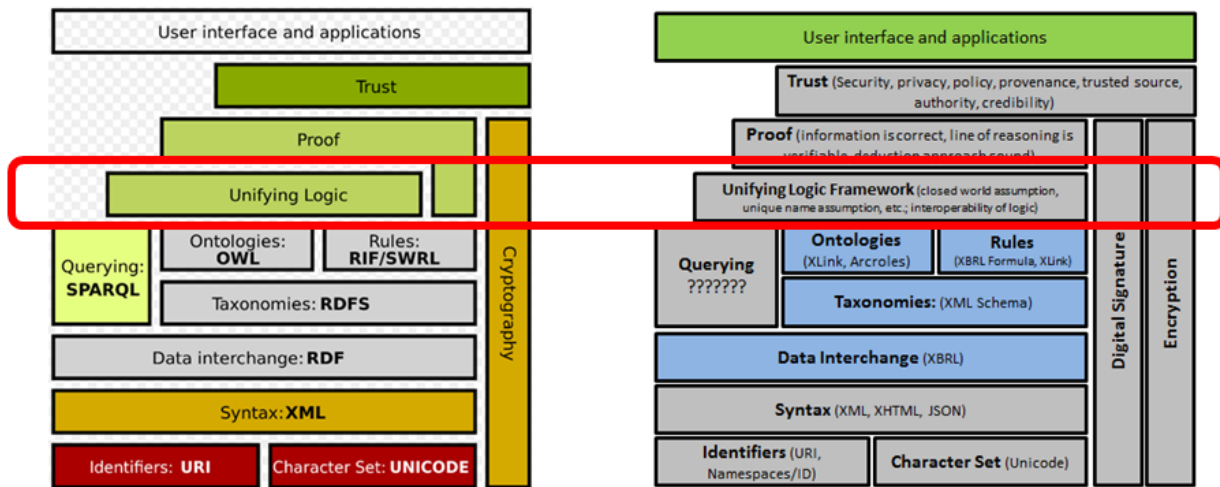 User interface and applications
Trust
Proof
Unifying Logic
Ontologies:
OWL
Rules:
RIF/SWRL
Querying:
SPARQL
Taxonomies: RDFS
Data interchange: RDF
Syntax: XML
Identifiers: URI
Character Set: UNICODE
Cryptography
User interface and applications
Trust (Security, privacy, policy, provenance, trusted source,
authority, credibility)
Proof (information is correct, line of reasoning is
verifiable, deduction approach sound)
Unifying Logic Framework (closed world assumption,
unique name assumption, etc.; interoperability of logic)
Ontologies
(XLink, Arcroles)
Rules
(XBRL Formula, XLink)
Querying
???????
Taxonomies: (XML Schema)
Data Interchange (XBRL)
Syntax (XML, XHTML, JSON)
Identifiers (URI,
Namespaces/ID)
Character Set (Unicode)
Digital Signature
Encryption